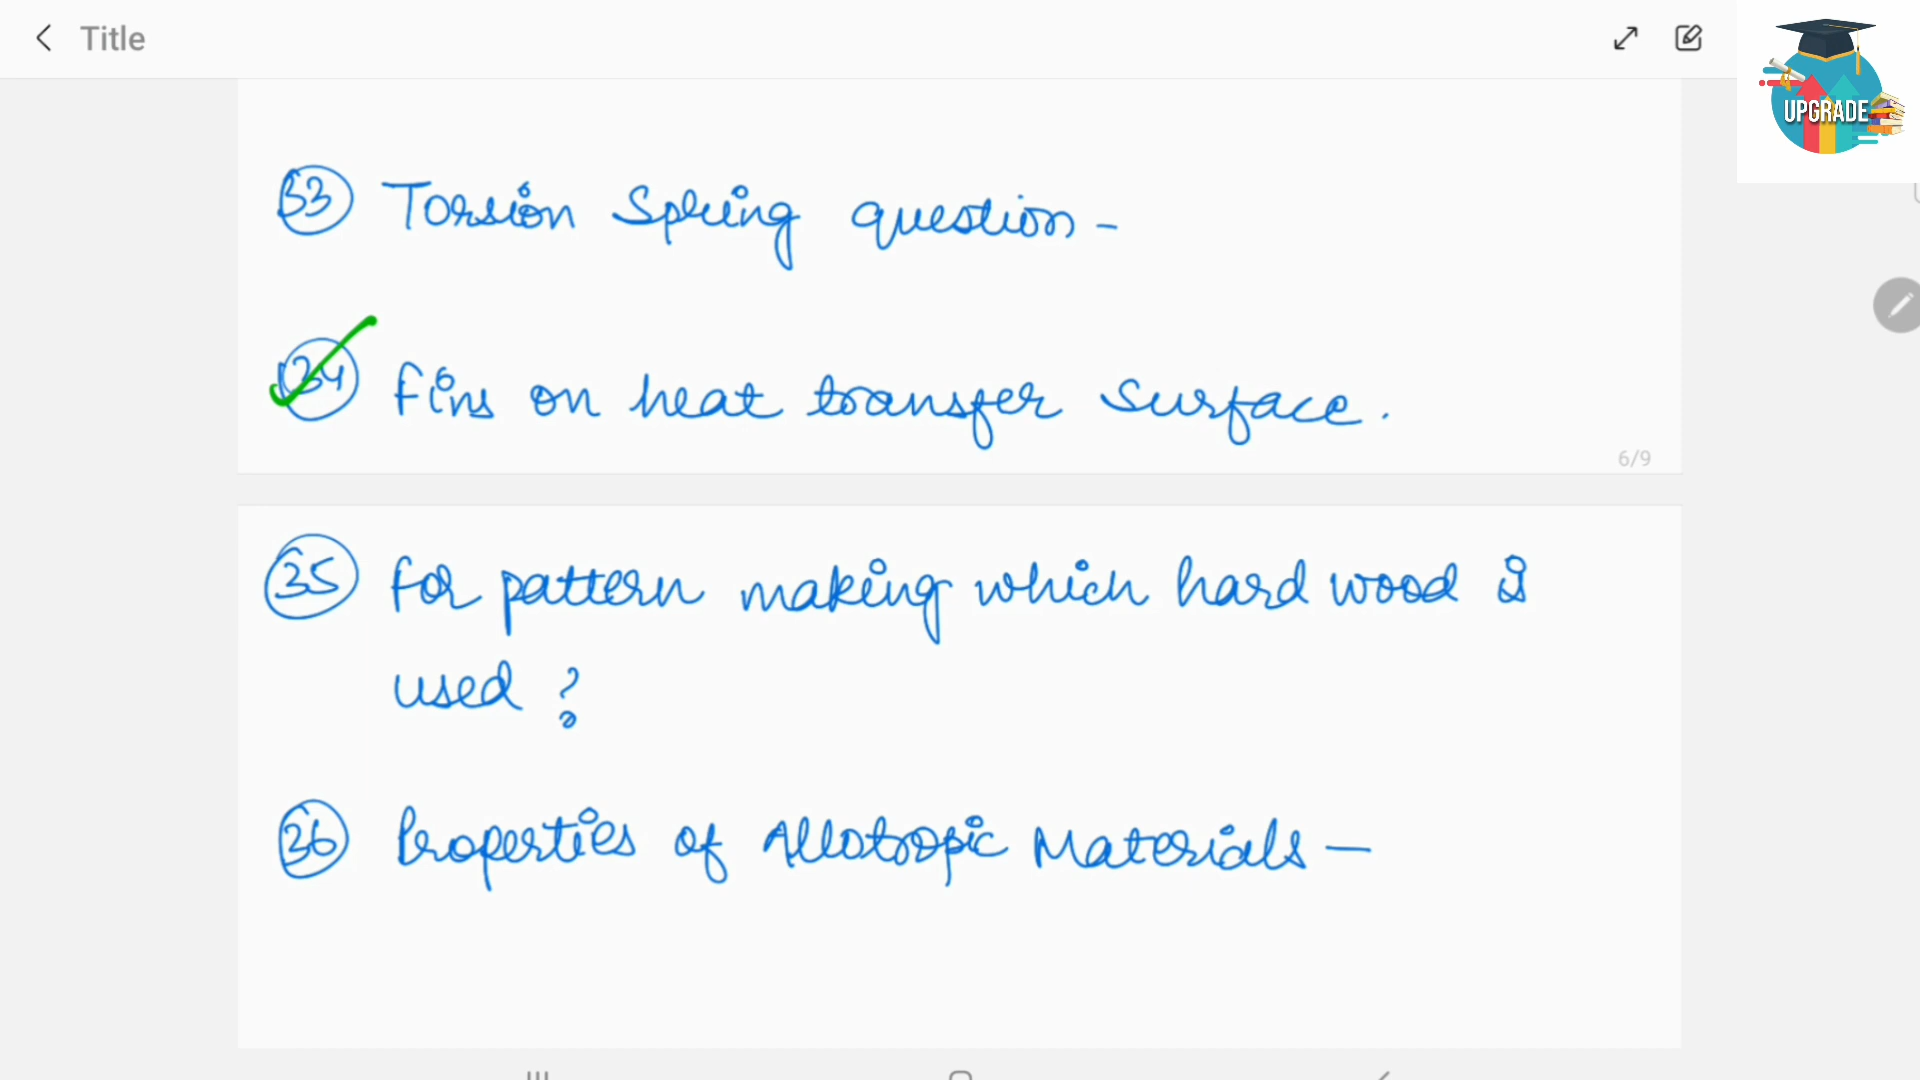 Title
UPGRADE
33 Torsion Spring question -
34 Fins on heat transfer surface.
6/9
35 For pattern making which hard wood is
used ?
36 Properties of Allotropic Materials -